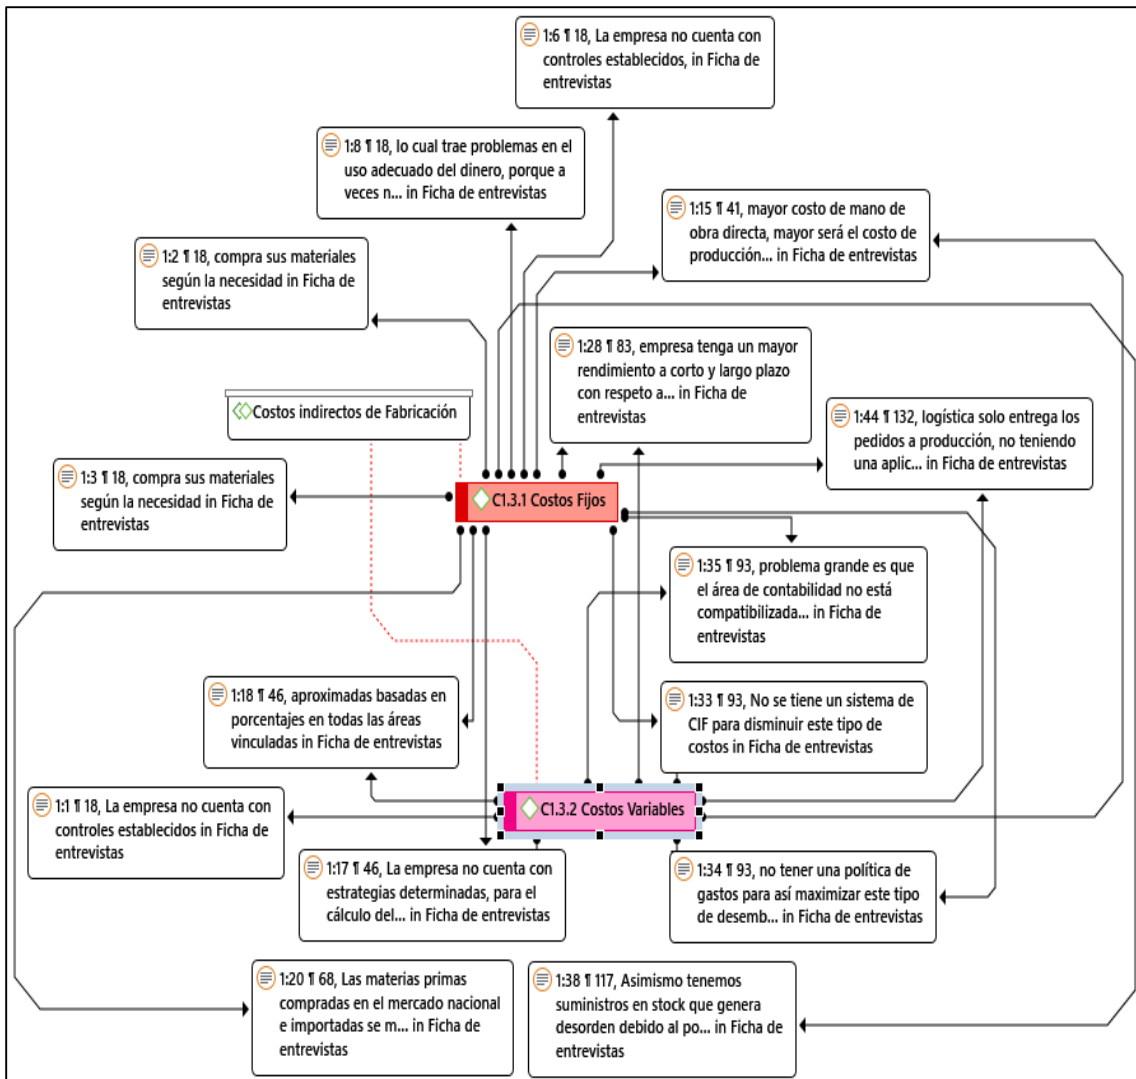 1:6 ¶ 18, La empresa no cuenta con
controles establecidos, in Ficha de
entrevistas
1:8 ¶ 18, lo cual trae problemas en el
uso adecuado del dinero, porque a
veces n... in Ficha de entrevistas
1:15 ¶ 41, mayor costo de mano de
obra directa, mayor será el costo de
producción... in Ficha de entrevistas
1:2 ¶ 18, compra sus materiales
según la necesidad in Ficha de
entrevistas
1:28 ¶ 83, empresa tenga un mayor
rendimiento a corto y largo plazo
con respeto a... in Ficha de
entrevistas
Costos indirectos de Fabricación
1:44 ¶ 132, logística solo entrega los
pedidos a producción, no teniendo
una aplic... in Ficha de entrevistas
1:3 ¶ 18, compra sus materiales
según la necesidad in Ficha de
entrevistas
C1.3.1 Costos Fijos
1:35 ¶ 93, problema grande es que
el área de contabilidad no está
compatibilizada... in Ficha de
entrevistas
1:18 ¶ 46, aproximadas basadas en
porcentajes en todas las áreas
vinculadas in Ficha de entrevistas
1:33 ¶ 93, No se tiene un sistema de
CIF para disminuir este tipo de
costos in Ficha de entrevistas
1:1 ¶ 18, La empresa no cuenta con
controles establecidos in Ficha de
entrevistas
C1.3.2 Costos Variables
1:17 ¶ 46, La empresa no cuenta con
estrategias determinadas, para el
cálculo del... in Ficha de entrevistas
1:34 ¶ 93, no tener una política de
gastos para así maximizar este tipo
de desemb... in Ficha de entrevistas
1:20 ¶ 68, Las materias primas
compradas en el mercado nacional
e importadas se m... in Ficha de
entrevistas
1:38 ¶ 117, Asimismo tenemos
suministros en stock que genera
desorden debido al po... in Ficha de
entrevistas